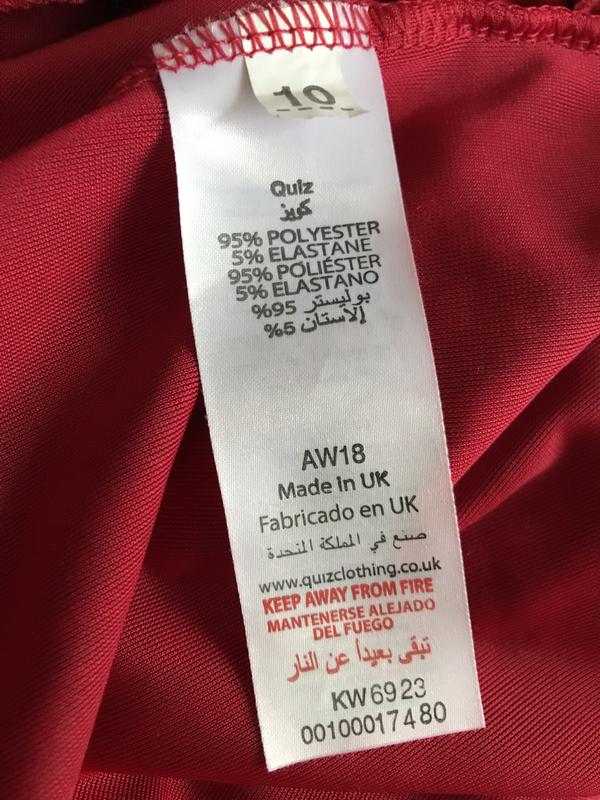 10
Quiz
كويز
95% POLYESTER
5% ELASTANE
95% POLIÉSTER
5% ELASTANO
بوليستر 95%
إلاستان 5%
AW18
Made in UK
Fabricado en UK
صنع في المملكة المتحدة
www.quizclothing.co.uk
KEEP AWAY FROM FIRE
MANTENERSE ALEJADO
DEL FUEGO
تبقى بعيداً عن النار
KW6923
00100017480